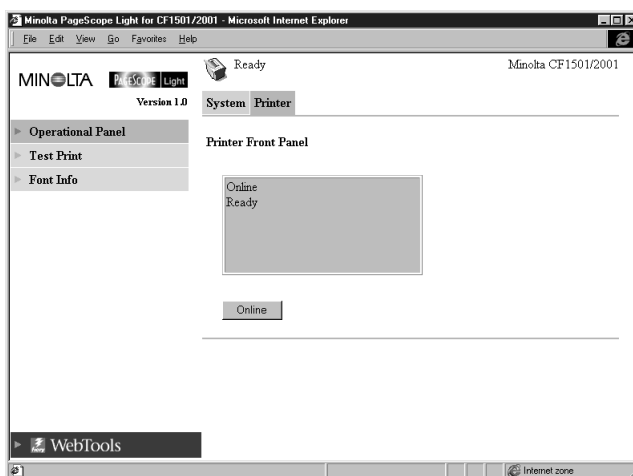 Minolta PageScope Light for CF1501/2001 - Microsoft Internet Explorer
File Edit View Go Favorites Help
MINOLTA PAGESCOPE Light
Version 1.0
Ready
Minolta CF1501/2001
System Printer
Operational Panel
Test Print
Font Info
Printer Front Panel
Online
Ready
Online
WebTools
Internet zone